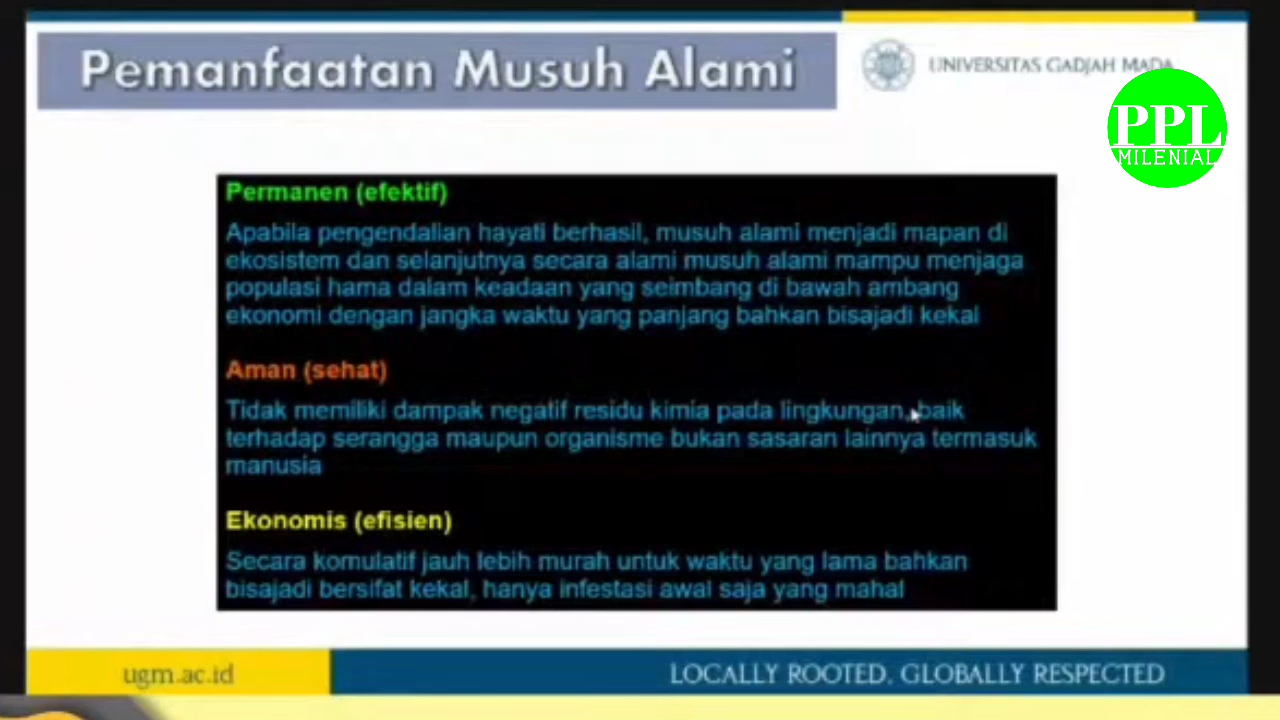 Pemanfaatan Musuh Alami
UNIVERSITAS GADJAH MADA
PPL
MILENIAL
Permanen (efektif)
Apabila pengendalian hayati berhasil, musuh alami menjadi mapan di
ekosistem dan selanjutnya secara alami musuh alami mampu menjaga
populasi hama dalam keadaan yang seimbang di bawah ambang
ekonomi dengan jangka waktu yang panjang bahkan bisajadi kekal
Aman (sehat)
Tidak memiliki dampak negatif residu kimia pada lingkungan, baik
terhadap serangga maupun organisme bukan sasaran lainnya termasuk
manusia
Ekonomis (efisien)
Secara komulatif jauh lebih murah untuk waktu yang lama bahkan
bisajadi bersifat kekal, hanya infestasi awal saja yang mahal
ugm.ac.id
LOCALLY ROOTED, GLOBALLY RESPECTED